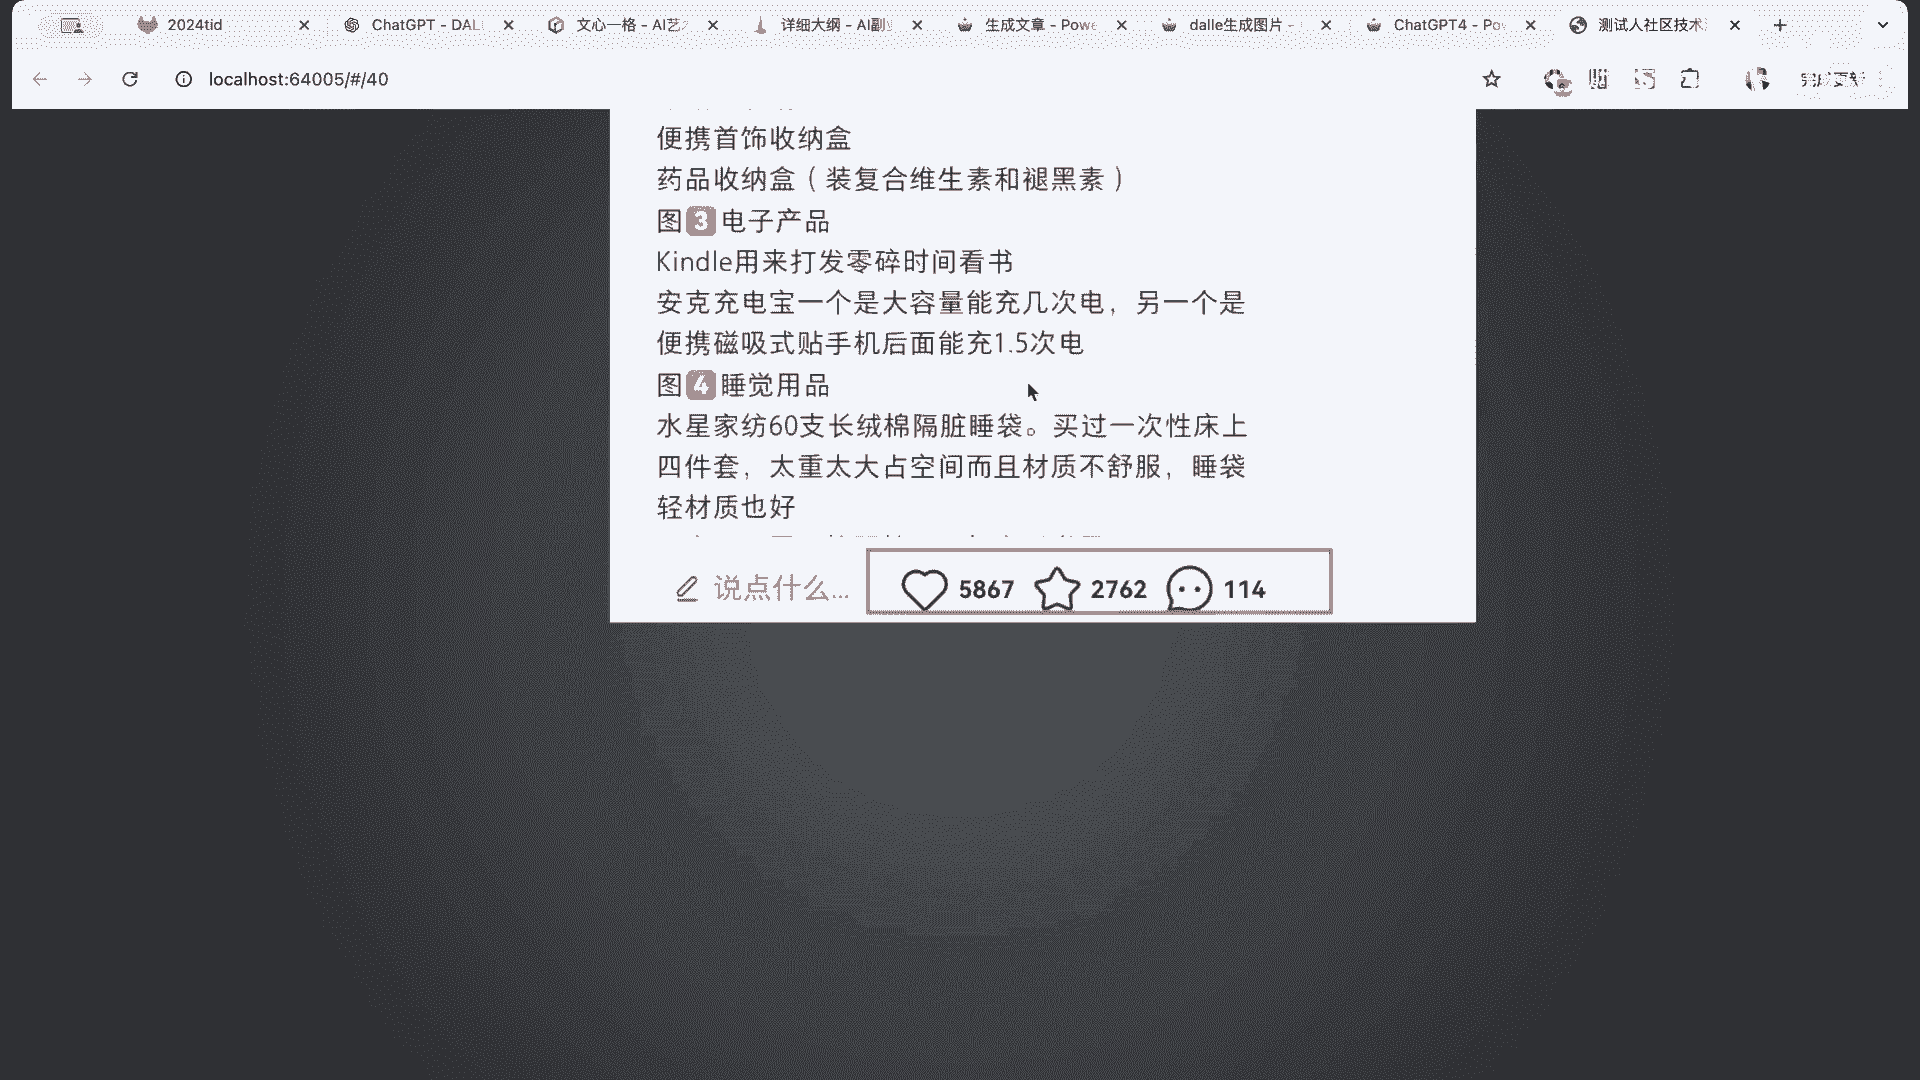 2024tid
ChatGPT - DAL
文心一格 - AI艺
详细大纲 - AI副
生成文章 - Powe
dalle生成图片 -
ChatGPT4 - Po
测试人社区技术
localhost:64005/#/40
完成更新
便携首饰收纳盒
药品收纳盒（装复合维生素和褪黑素）
图3电子产品
Kindle用来打发零碎时间看书
安克充电宝一个是大容量能充几次电，另一个是
便携磁吸式贴手机后面能充1.5次电
图4睡觉用品
水星家纺60支长绒棉隔脏睡袋。买过一次性床上
四件套，太重太大占空间而且材质不舒服，睡袋
轻材质也好
说点什么... 5867 2762 114